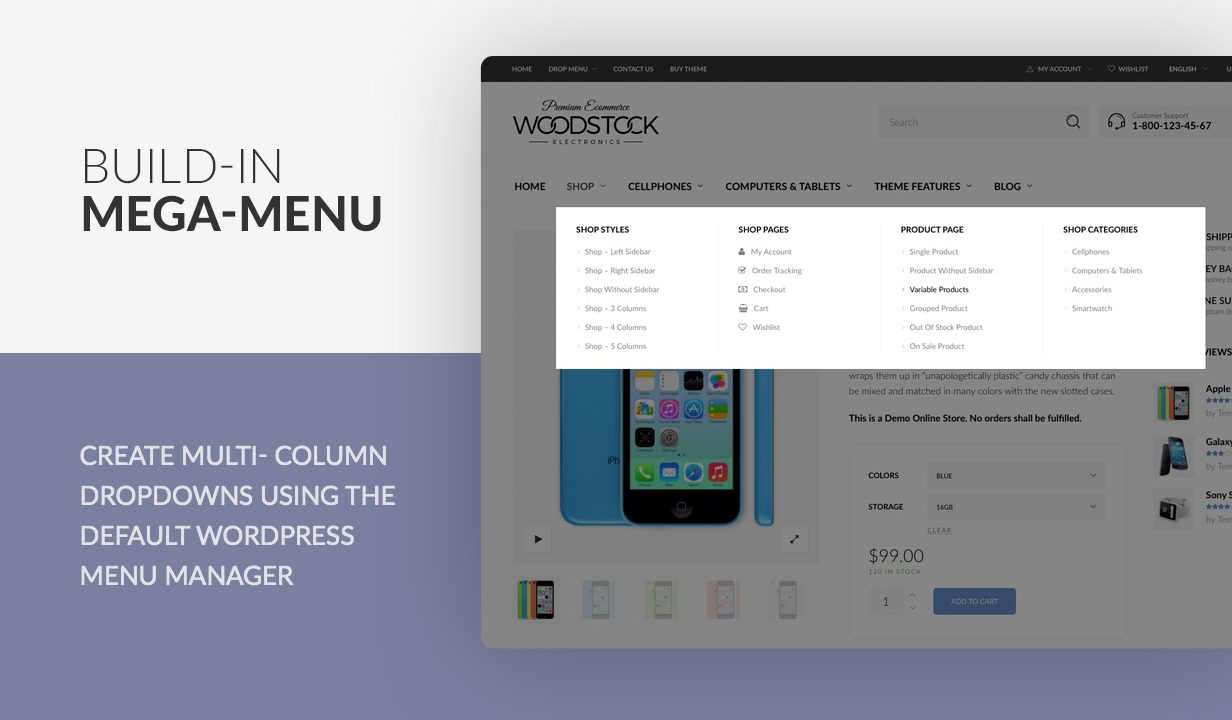 BUILD-IN
MEGA-MENU
CREATE MULTI- COLUMN
DROPDOWNS USING THE
DEFAULT WORDPRESS
MENU MANAGER
HOME DROP MENU CONTACT US BUY THEME MY ACCOUNT WISHLIST ENGLISH
Premium Ecommerce
WOODSTOCK
ELECTRONICS
Search
Customer Support
1-800-123-45-67
HOME SHOP CELLPHONES COMPUTERS & TABLETS THEME FEATURES BLOG
SHOP STYLES
Shop – Left Sidebar
Shop – Right Sidebar
Shop Without Sidebar
Shop – 3 Columns
Shop – 4 Columns
Shop – 5 Columns
SHOP PAGES
My Account
Order Tracking
Checkout
Cart
Wishlist
PRODUCT PAGE
Single Product
Product Without Sidebar
Variable Products
Grouped Product
Out Of Stock Product
On Sale Product
SHOP CATEGORIES
Cellphones
Computers & Tablets
Accessories
Smartwatch
wraps them up in "unapologetically plastic" candy chassis that can
be mixed and matched in many colors with the new slotted cases.
This is a Demo Online Store. No orders shall be fulfilled.
COLORS BLUE
STORAGE 16GB
CLEAR
$99.00
120 IN STOCK
1 ADD TO CART
iPh
Apple
by Tem
Galaxy
by Tem
Sony S
by Tem